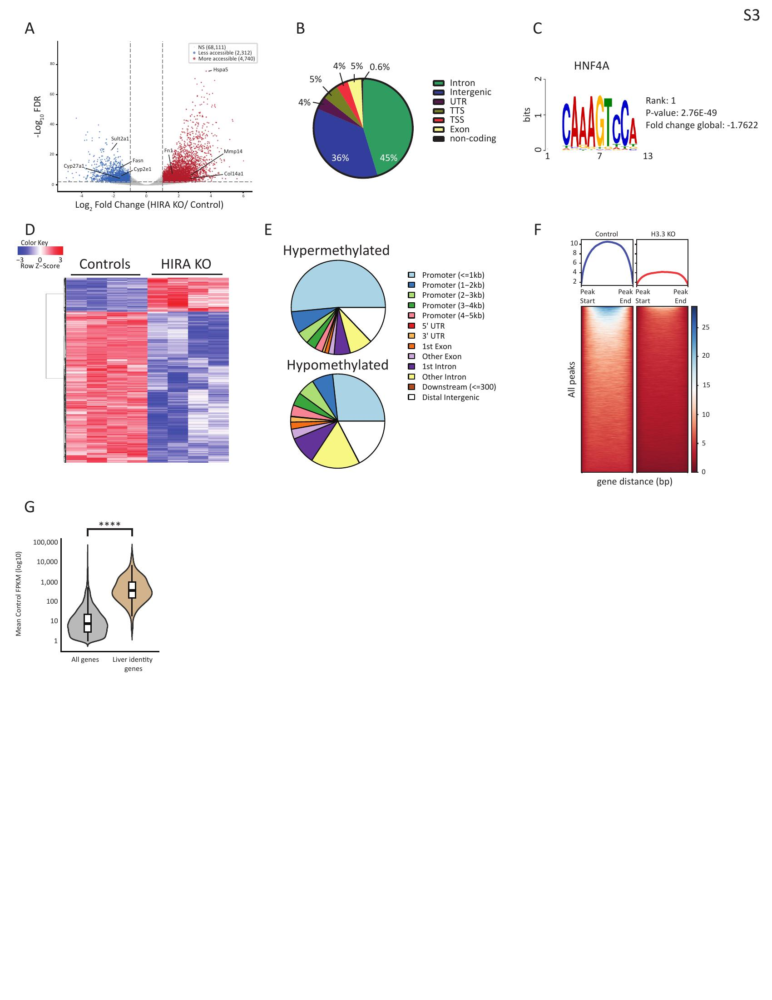 S3
A
NS (68,111)
Less accessible (2,312)
More accessible (4,740)
80
60
40
20
0
-Log10 FDR
Hspa5
Sult2a1
Fasn
Cyp27a1
Cyp2e1
Fn1
Mmp14
Col14a1
-4 -2 0 2 4 6
Log2 Fold Change (HIRA KO/ Control)
B
4% 5% 0.6%
5%
4%
36% 45%
Intron
Intergenic
UTR
TTS
TSS
Exon
non-coding
C
HNF4A
2
1
0
bits
CAAAGTCCA
1 7 13
Rank: 1
P-value: 2.76E-49
Fold change global: -1.7622
D
Color Key
−3 0 3
Row Z−Score
Controls HIRA KO
E
Hypermethylated
Hypomethylated
Promoter (<=1kb)
Promoter (1−2kb)
Promoter (2−3kb)
Promoter (3−4kb)
Promoter (4−5kb)
5' UTR
3' UTR
1st Exon
Other Exon
1st Intron
Other Intron
Downstream (<=300)
Distal Intergenic
F
Control H3.3 KO
10
8
6
4
2
Peak Peak Peak Peak
Start End Start End
All peaks
25
20
15
10
5
0
gene distance (bp)
G
****
100,000
10,000
1,000
100
10
1
Mean Control FPKM (log10)
All genes Liver identity
genes